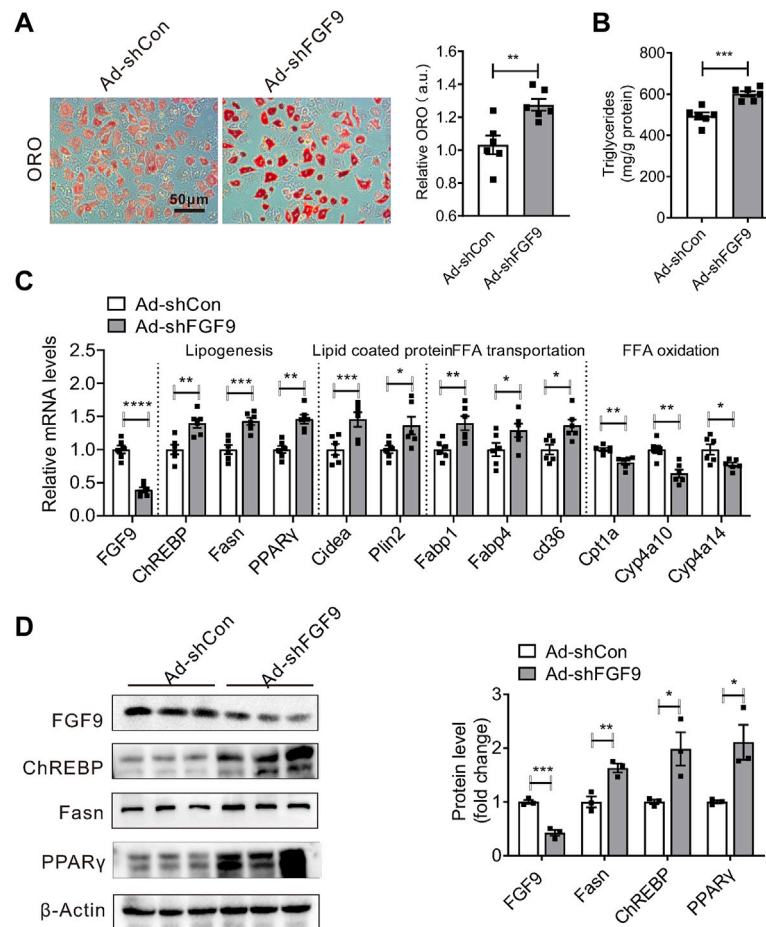 A
Ad-shCon
Ad-shFGF9
ORO
50μm
Relative ORO ( a.u.)
1.6
1.4
1.2
1.0
0.8
0.6
**
Ad-shCon
Ad-shFGF9
B
Triglycerides
(mg/g protein)
800
600
400
200
0
***
Ad-shCon
Ad-shFGF9
C
Ad-shCon
Ad-shFGF9
Relative mRNA levels
2.5
2.0
1.5
1.0
0.5
0.0
Lipogenesis
Lipid coated protein
FFA transportation
FFA oxidation
**** ** *** ** *** * ** * * ** ** *
FGF9
ChREBP
Fasn
PPARγ
Cidea
Plin2
Fabp1
Fabp4
cd36
Cpt1a
Cyp4a10
Cyp4a14
D
Ad-shCon
Ad-shFGF9
FGF9
ChREBP
Fasn
PPARγ
β-Actin
Ad-shCon
Ad-shFGF9
Protein level
(fold change)
3
2
1
0
*** ** * *
FGF9
Fasn
ChREBP
PPARγ